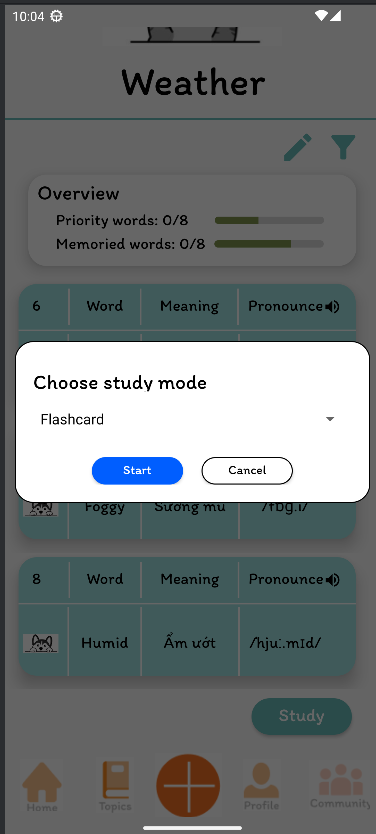 10:04
Weather
Overview
Priority words: 0/8
Memoried words: 0/8
6 Word Meaning Pronounce
Choose study mode
Flashcard
Start Cancel
Foggy Sương mù /fɒɡ.i/
8 Word Meaning Pronounce
Humid Ẩm ướt /hjuː.mɪd/
Study
Home Topics Profile Community